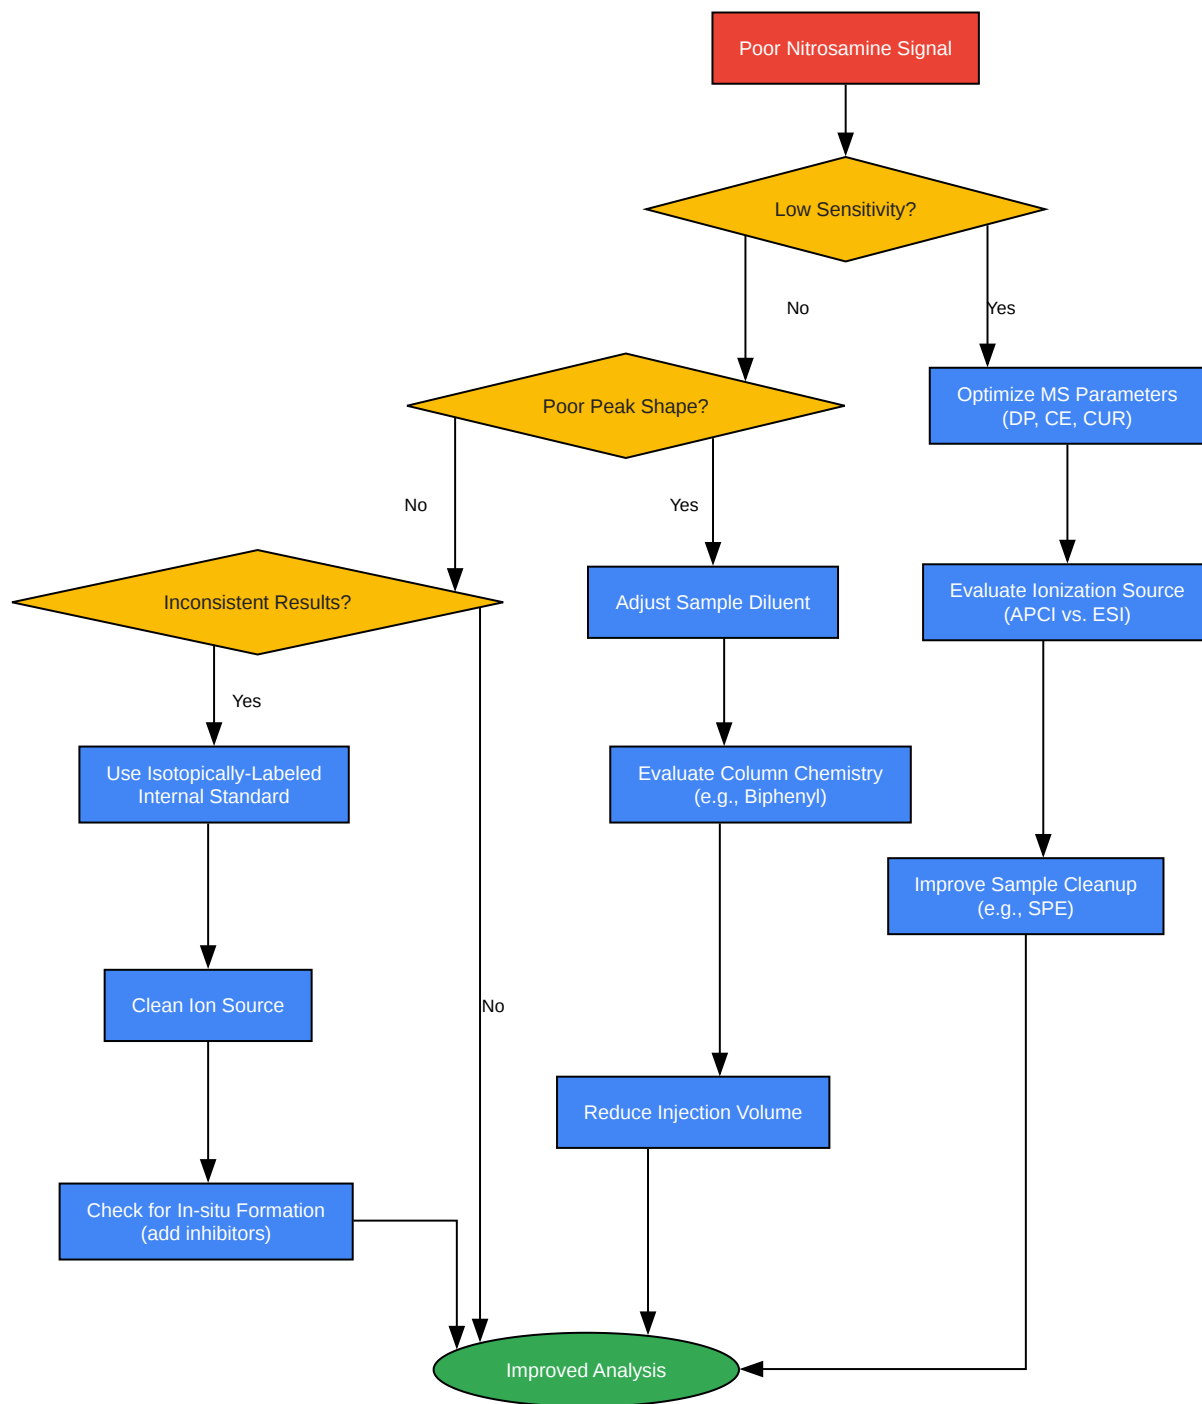 Poor Nitrosamine Signal
Low Sensitivity?
No
Yes
Poor Peak Shape?
Optimize MS Parameters
(DP, CE, CUR)
No
Yes
Inconsistent Results?
Adjust Sample Diluent
Evaluate Ionization Source
(APCI vs. ESI)
Yes
Use Isotopically-Labeled
Internal Standard
Evaluate Column Chemistry
(e.g., Biphenyl)
Improve Sample Cleanup
(e.g., SPE)
Clean Ion Source
No
Reduce Injection Volume
Check for In-situ Formation
(add inhibitors)
Improved Analysis